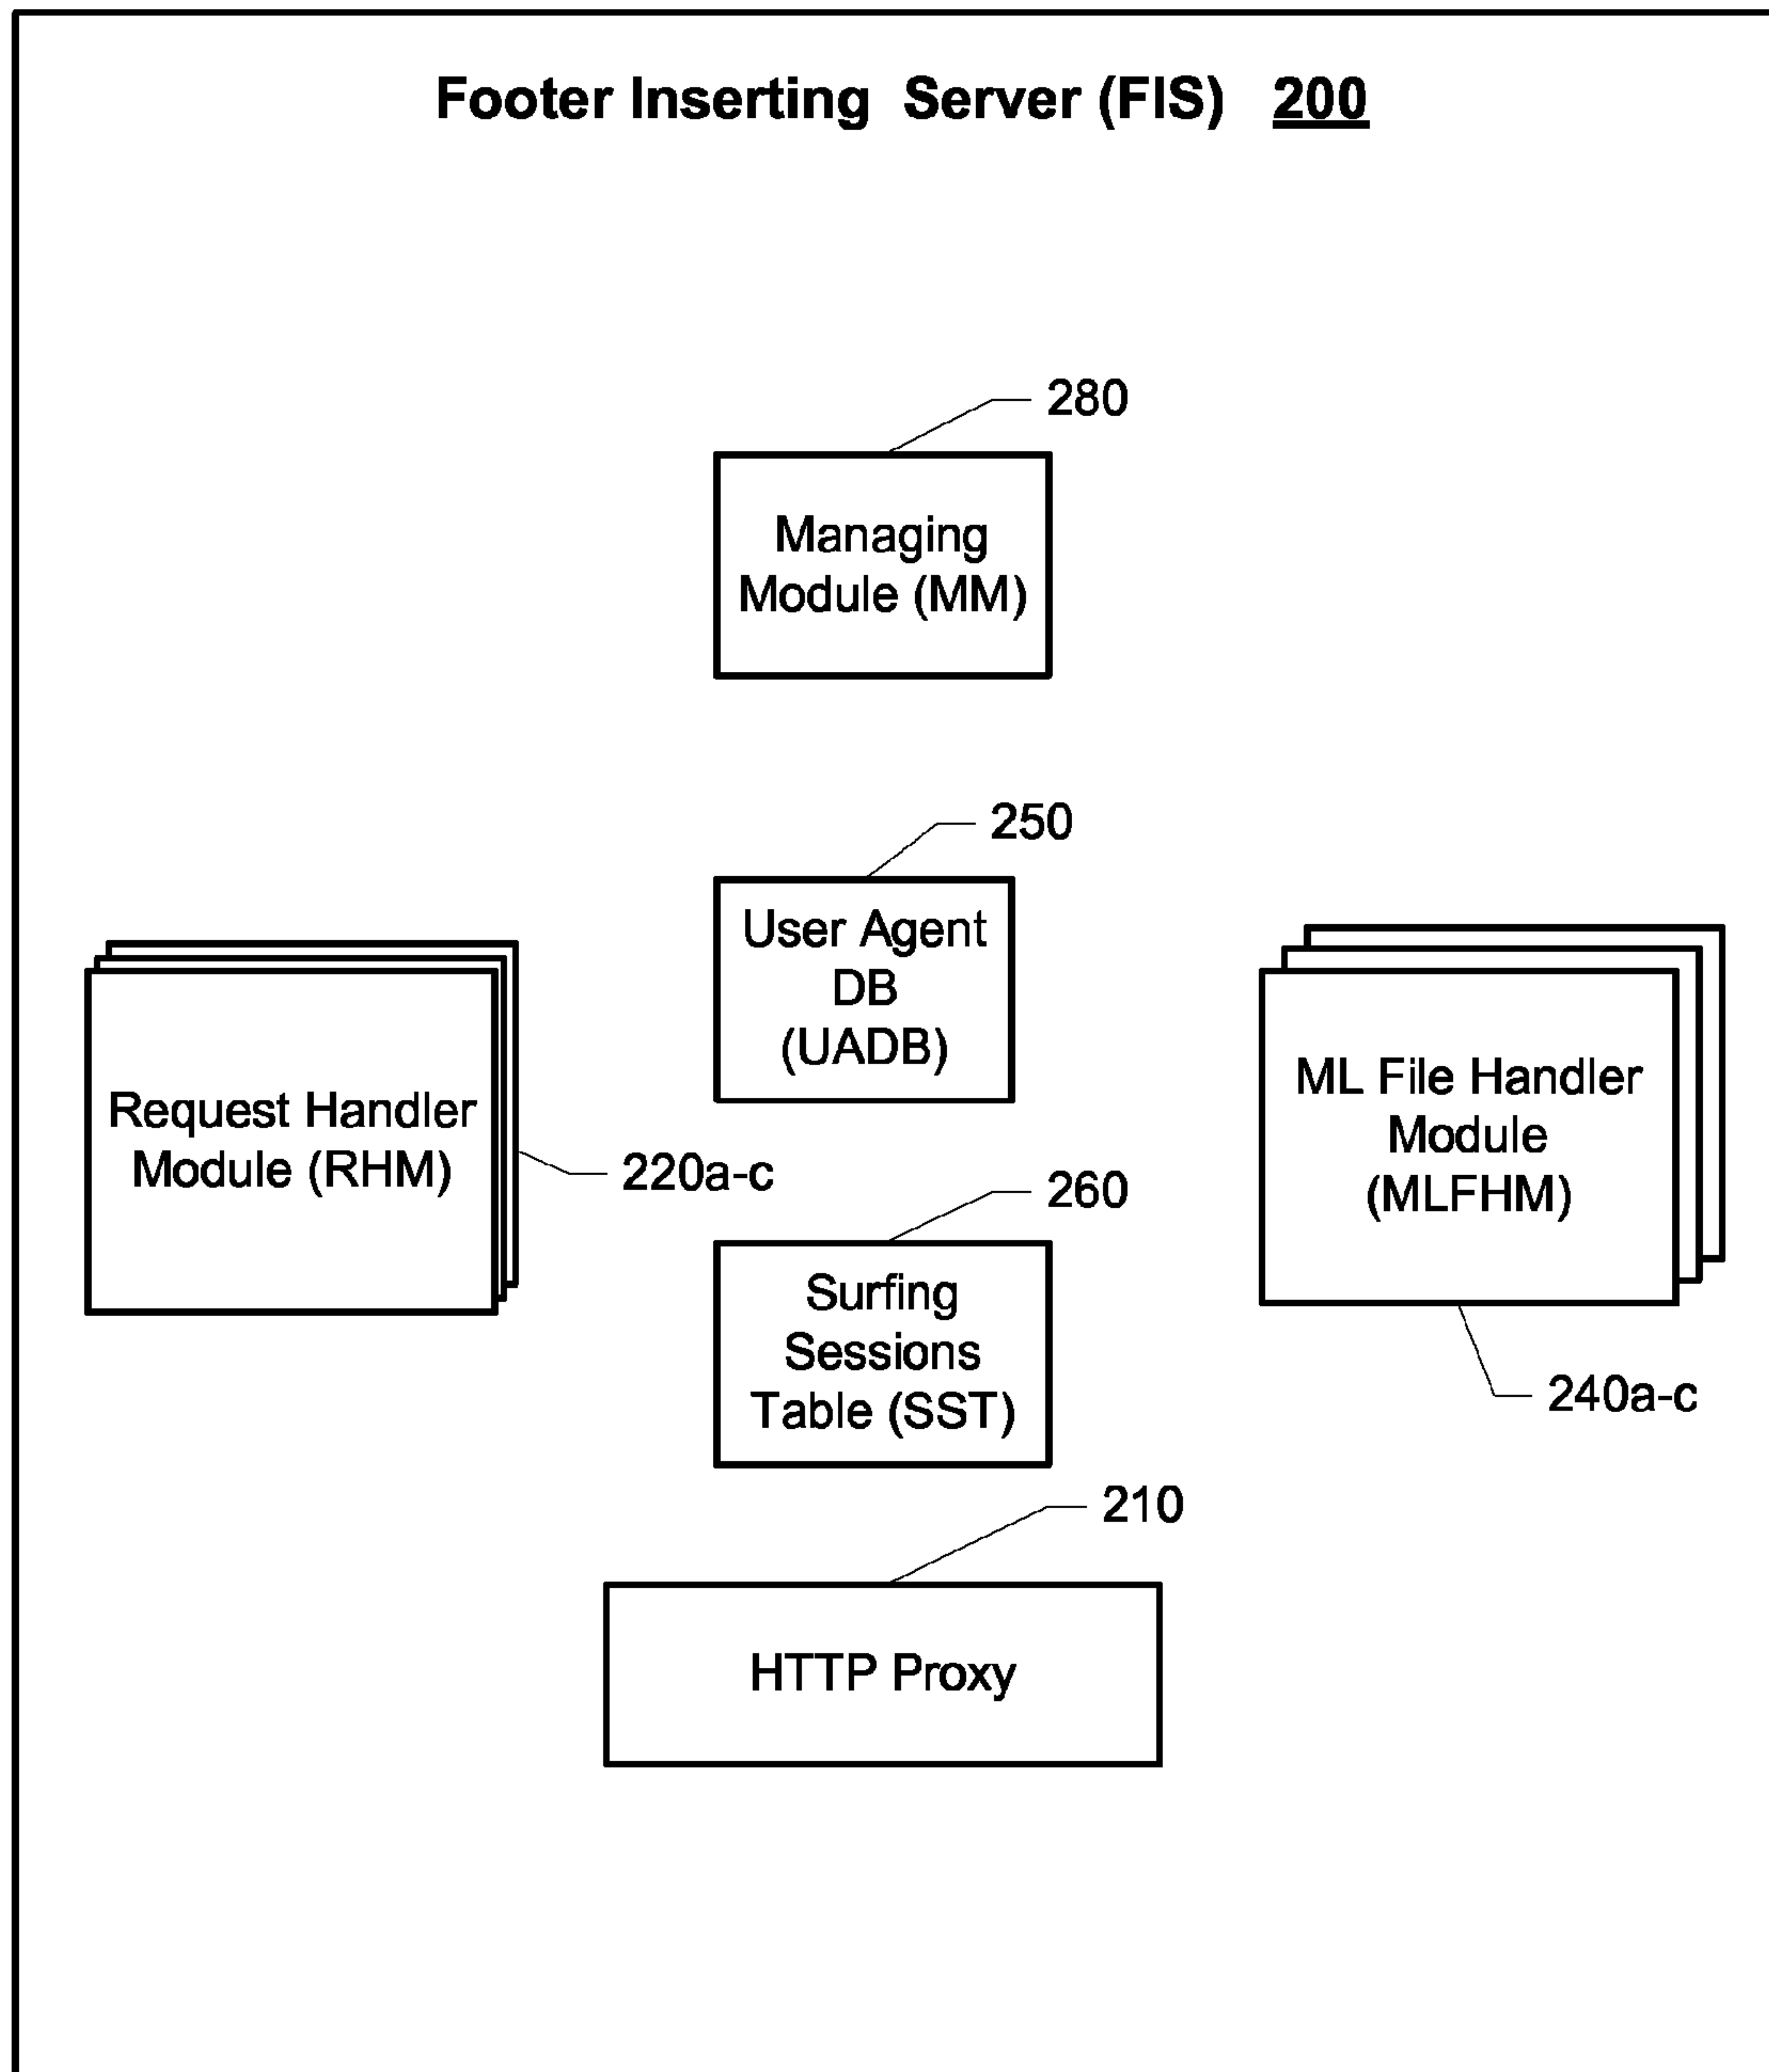 Footer Inserting Server (FIS) 200
280
Managing
Module (MM)
250
User Agent
DB
(UADB)
Request Handler
Module (RHM)
220a-c
ML File Handler
Module
(MLFHM)
240a-c
260
Surfing
Sessions
Table (SST)
210
HTTP Proxy